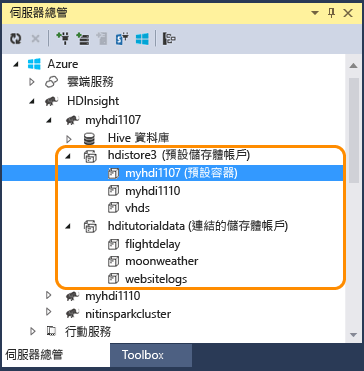 伺服器總管
Azure
雲端服務
HDInsight
myhdi1107
Hive 資料庫
hdistore3 (預設儲存體帳戶)
myhdi1107 (預設容器)
myhdi1110
vhds
hditutorialdata (連結的儲存體帳戶)
flightdelay
moonweather
websitelogs
myhdi1110
nitinsparkcluster
行動服務
伺服器總管 Toolbox